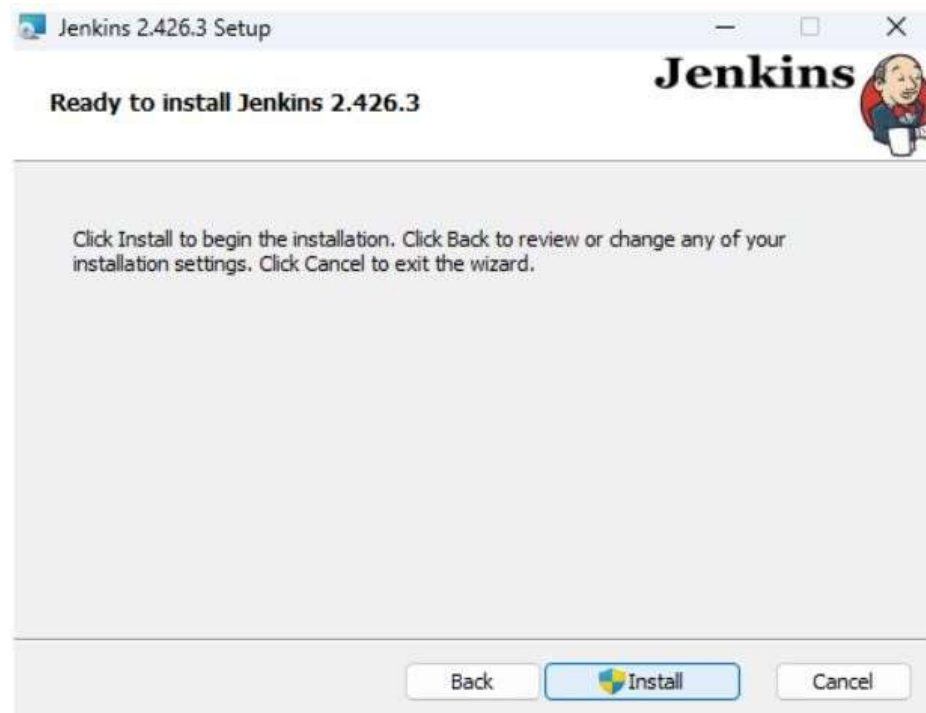 Jenkins 2.426.3 Setup
Jenkins
Ready to install Jenkins 2.426.3
Click Install to begin the installation. Click Back to review or change any of your
installation settings. Click Cancel to exit the wizard.
Back
Install
Cancel